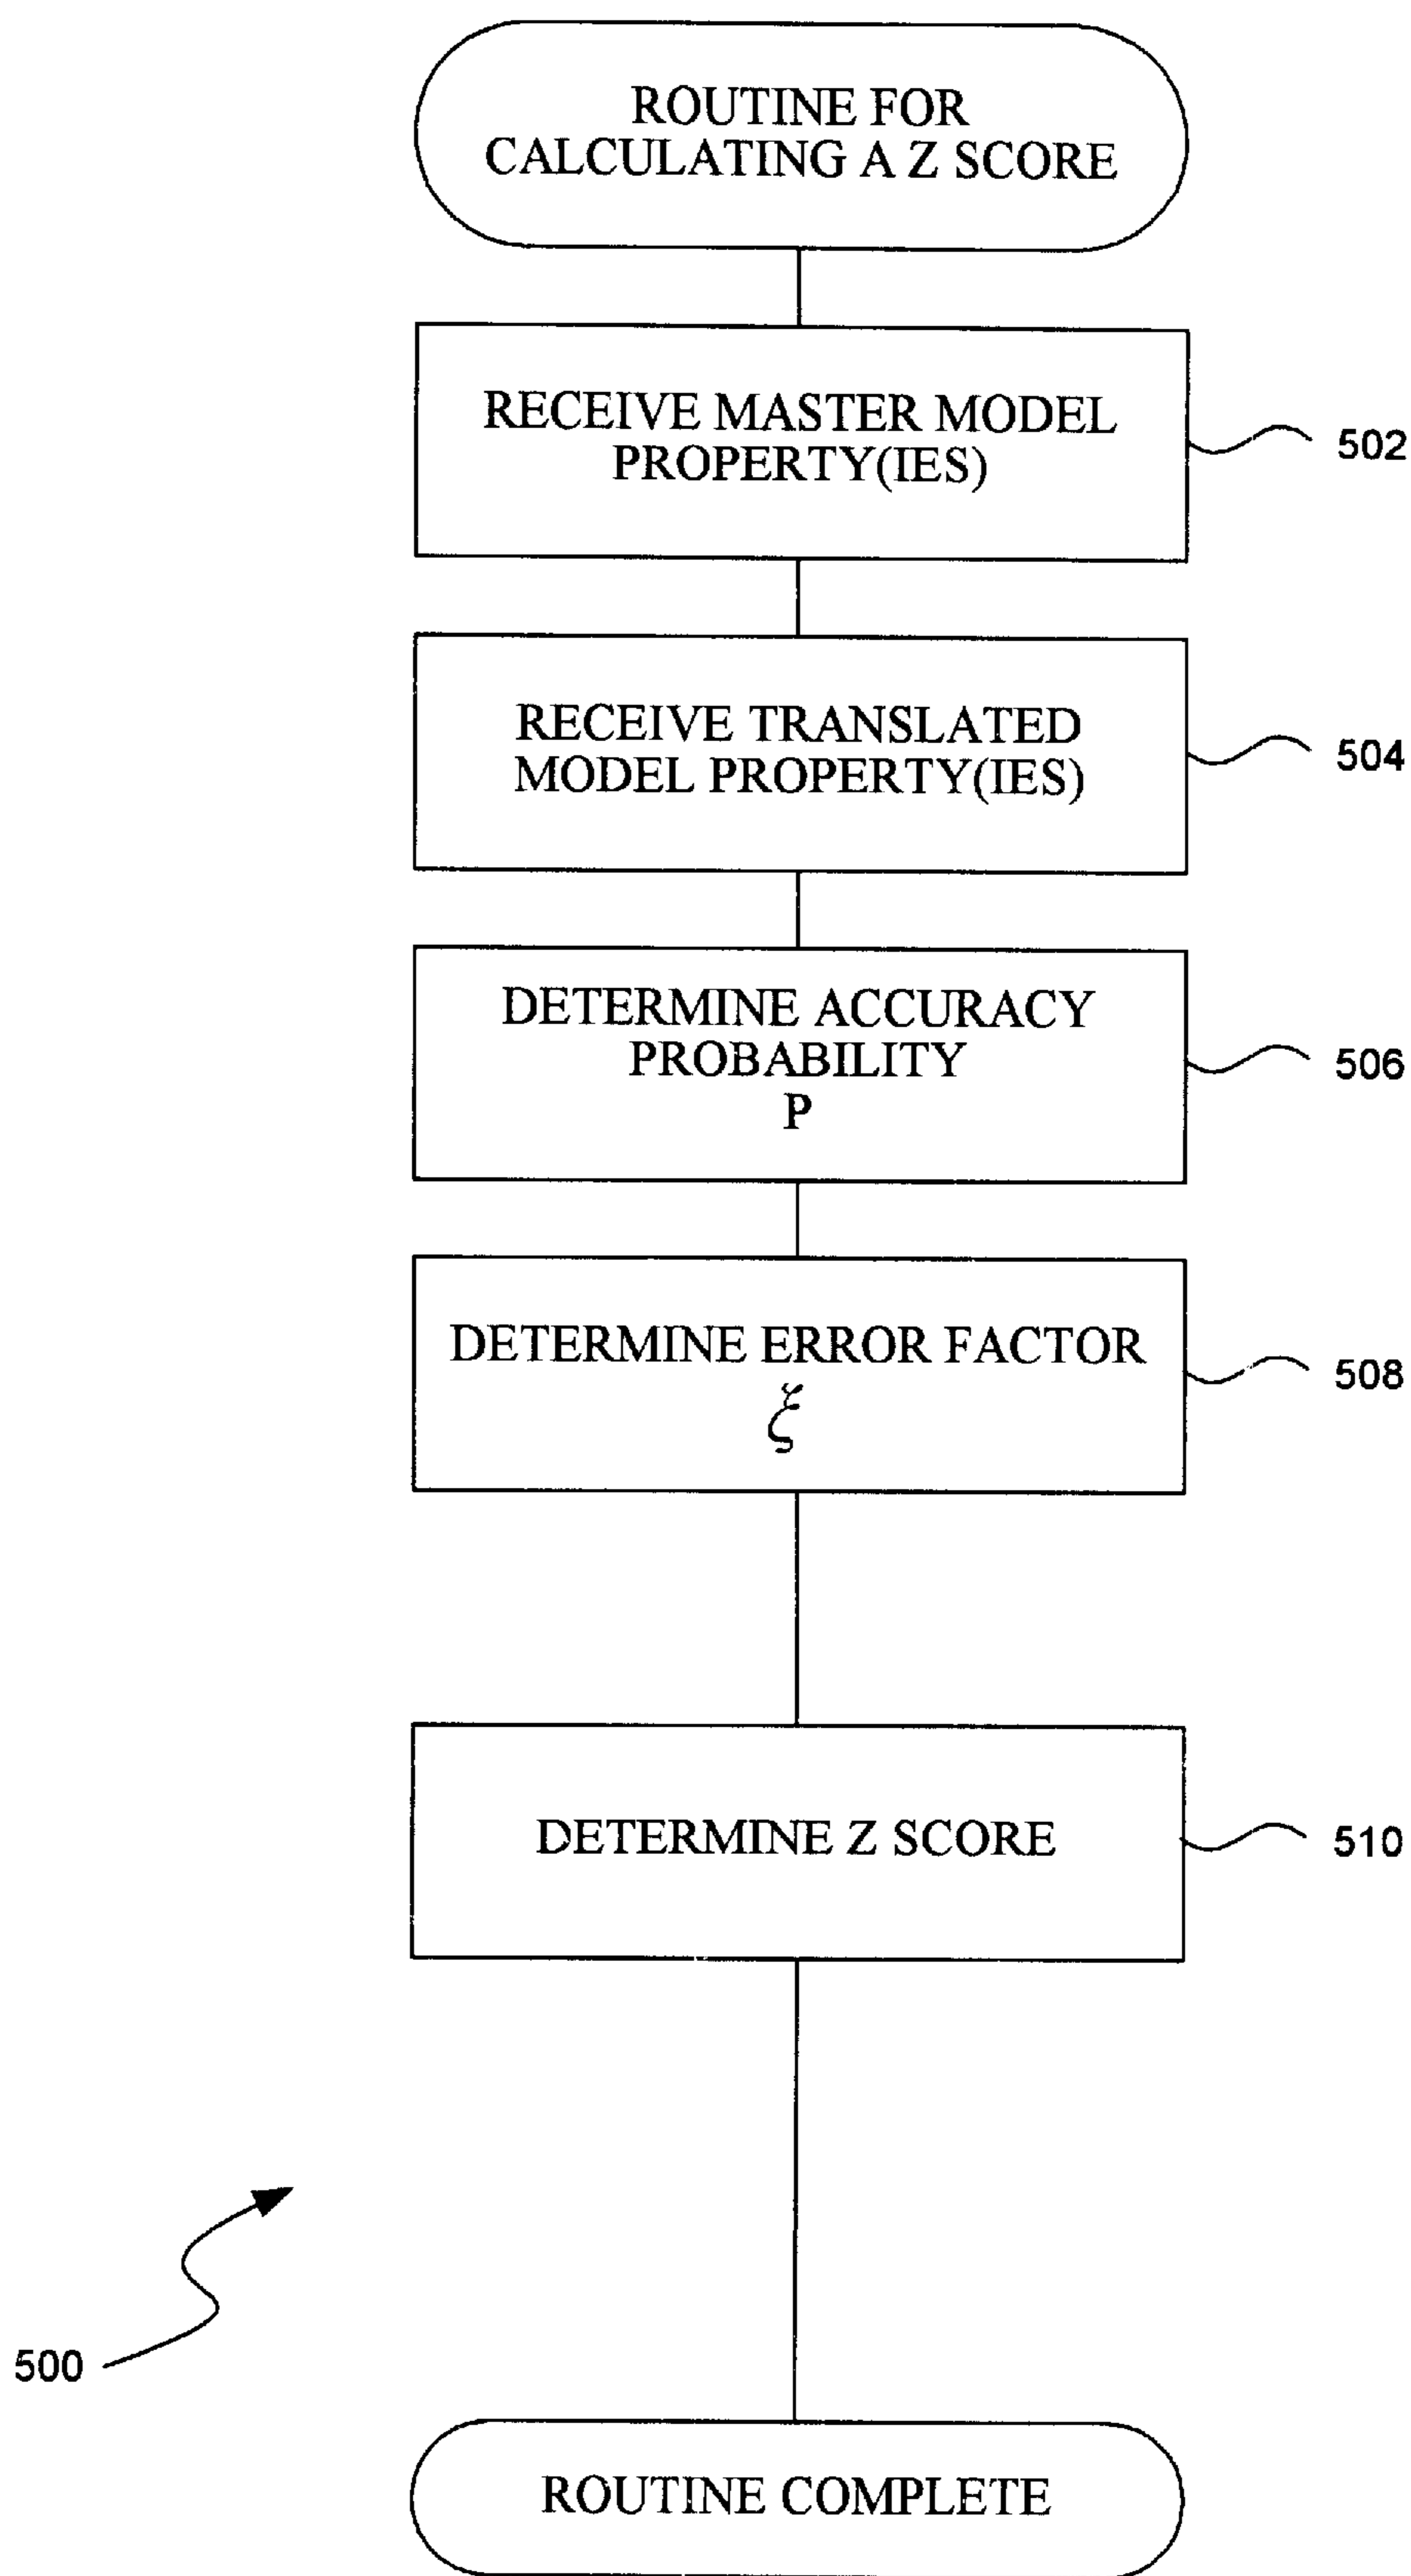 ROUTINE FOR
CALCULATING A Z SCORE
RECEIVE MASTER MODEL
PROPERTY(IES)
502
RECEIVE TRANSLATED
MODEL PROPERTY(IES)
504
DETERMINE ACCURACY
PROBABILITY
P
506
DETERMINE ERROR FACTOR
ζ
508
DETERMINE Z SCORE
510
500
ROUTINE COMPLETE